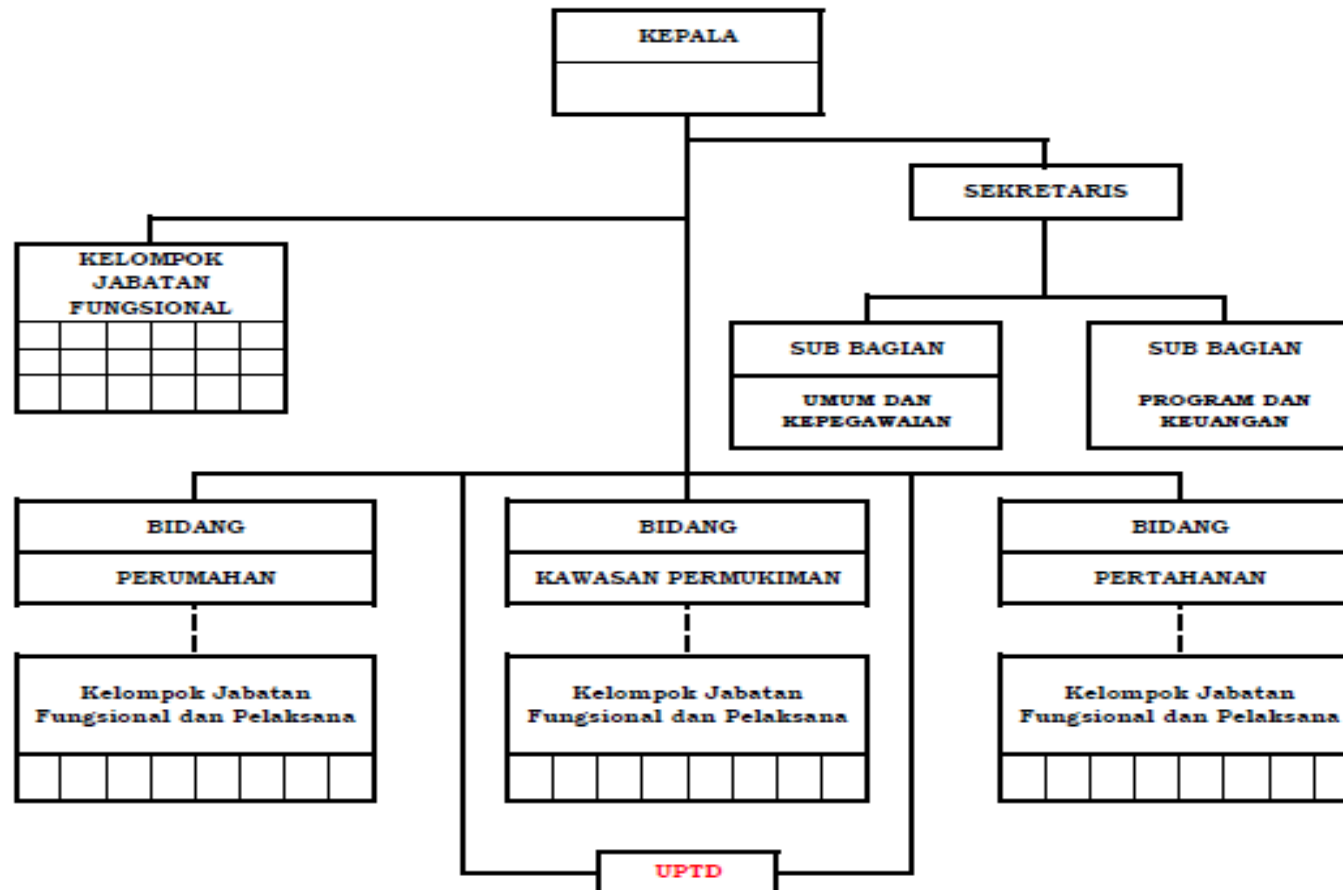 KEPALA
SEKRETARIS
KELOMPOK
JABATAN
FUNGSIONAL
SUB BAGIAN
UMUM DAN
KEPEGAWAIAN
SUB BAGIAN
PROGRAM DAN
KEUANGAN
BIDANG
PERUMAHAN
BIDANG
KAWASAN PERMUKIMAN
BIDANG
PERTAHANAN
Kelompok Jabatan
Fungsional dan Pelaksana
Kelompok Jabatan
Fungsional dan Pelaksana
Kelompok Jabatan
Fungsional dan Pelaksana
UPTD